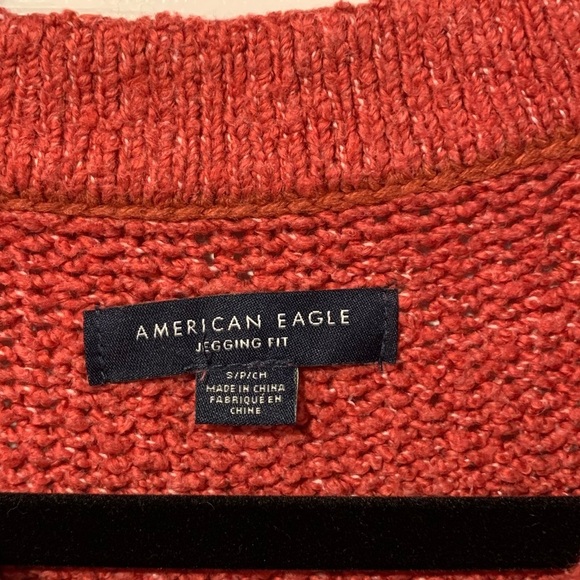 AMERICAN EAGLE
JEGGING FIT
S/P/CH
MADE IN CHINA
FABRIQUÉ EN
CHINE